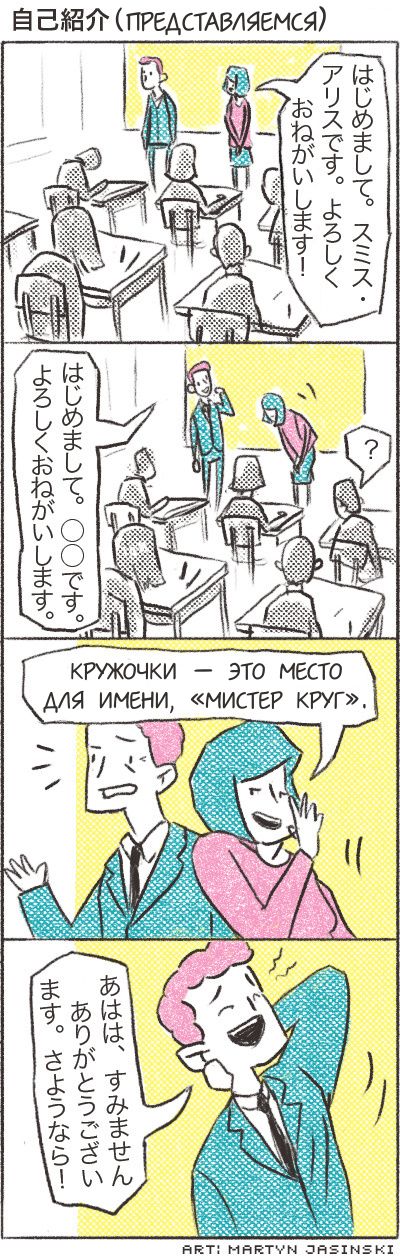 自己紹介(ПРЕДСТАВЛЯЕМСЯ)
はじめまして。スミス・
アリスです。よろしく
おねがいします!
はじめまして。○○です。
よろしくおねがいします。
?
КРУЖОЧКИ – ЭТО МЕСТО
ДЛЯ ИМЕНИ, «МИСТЕР КРУГ».
あはは、すみません
ありがとうござい
ます。さようなら!
ART: MARTYN JASINSKI